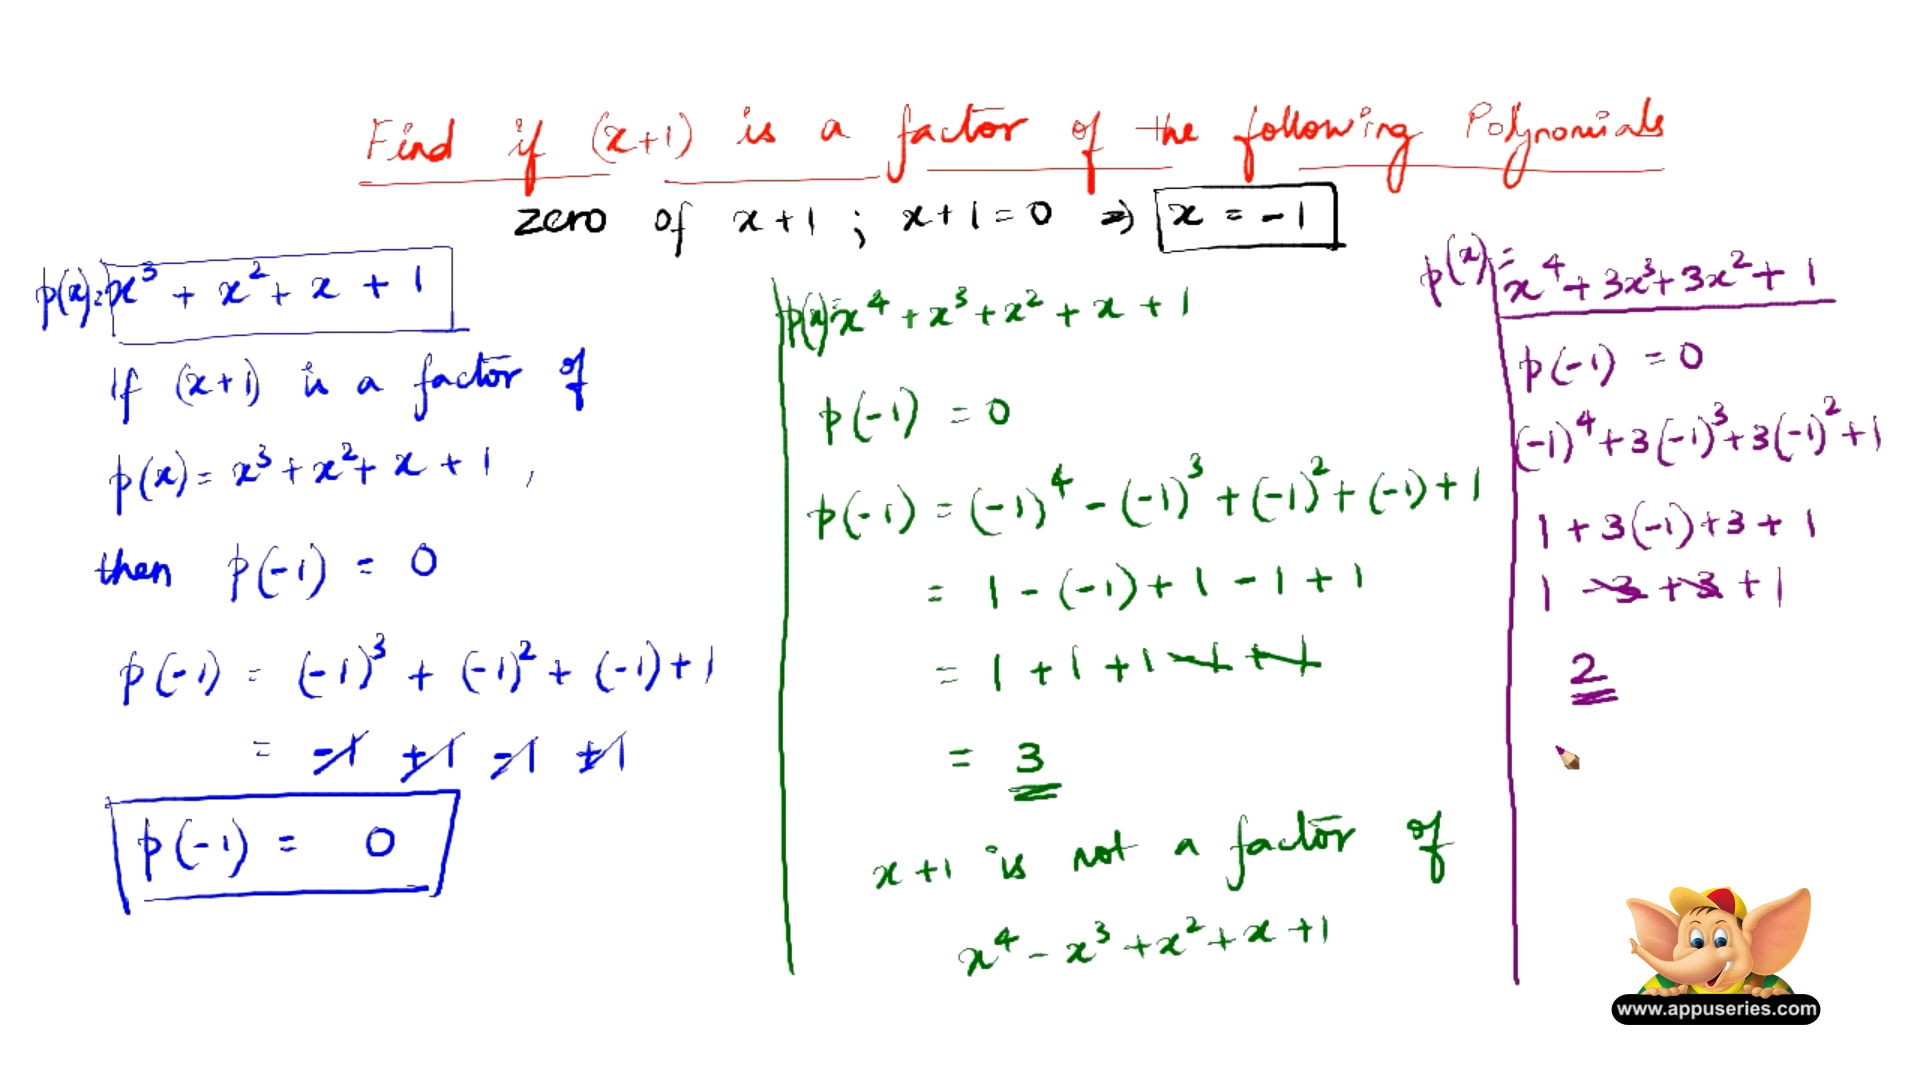 Find if (x+1) is a factor of the following Polynomials
zero of x+1 ; x+1=0 ⇒ x = -1
p(x)=x³ + x² + x + 1
If (x+1) is a factor of
p(x) = x³ + x² + x + 1 ,
then p(-1) = 0
p(-1) = (-1)³ + (-1)² + (-1) + 1
= -1 +1 -1 +1
p(-1) = 0
p(x)=x⁴ + x³ + x² + x + 1
p(-1) = 0
p(-1) = (-1)⁴ - (-1)³ + (-1)² + (-1) + 1
= 1 - (-1) + 1 - 1 + 1
= 1 + 1 + 1 - 1 + 1
= 3
x+1 is not a factor of
x⁴ - x³ + x² + x + 1
p(x)=x⁴ + 3x³ + 3x² + 1
p(-1) = 0
(-1)⁴ + 3(-1)³ + 3(-1)² + 1
1 + 3(-1) + 3 + 1
1 - 3 + 3 + 1
2
www.appuseries.com